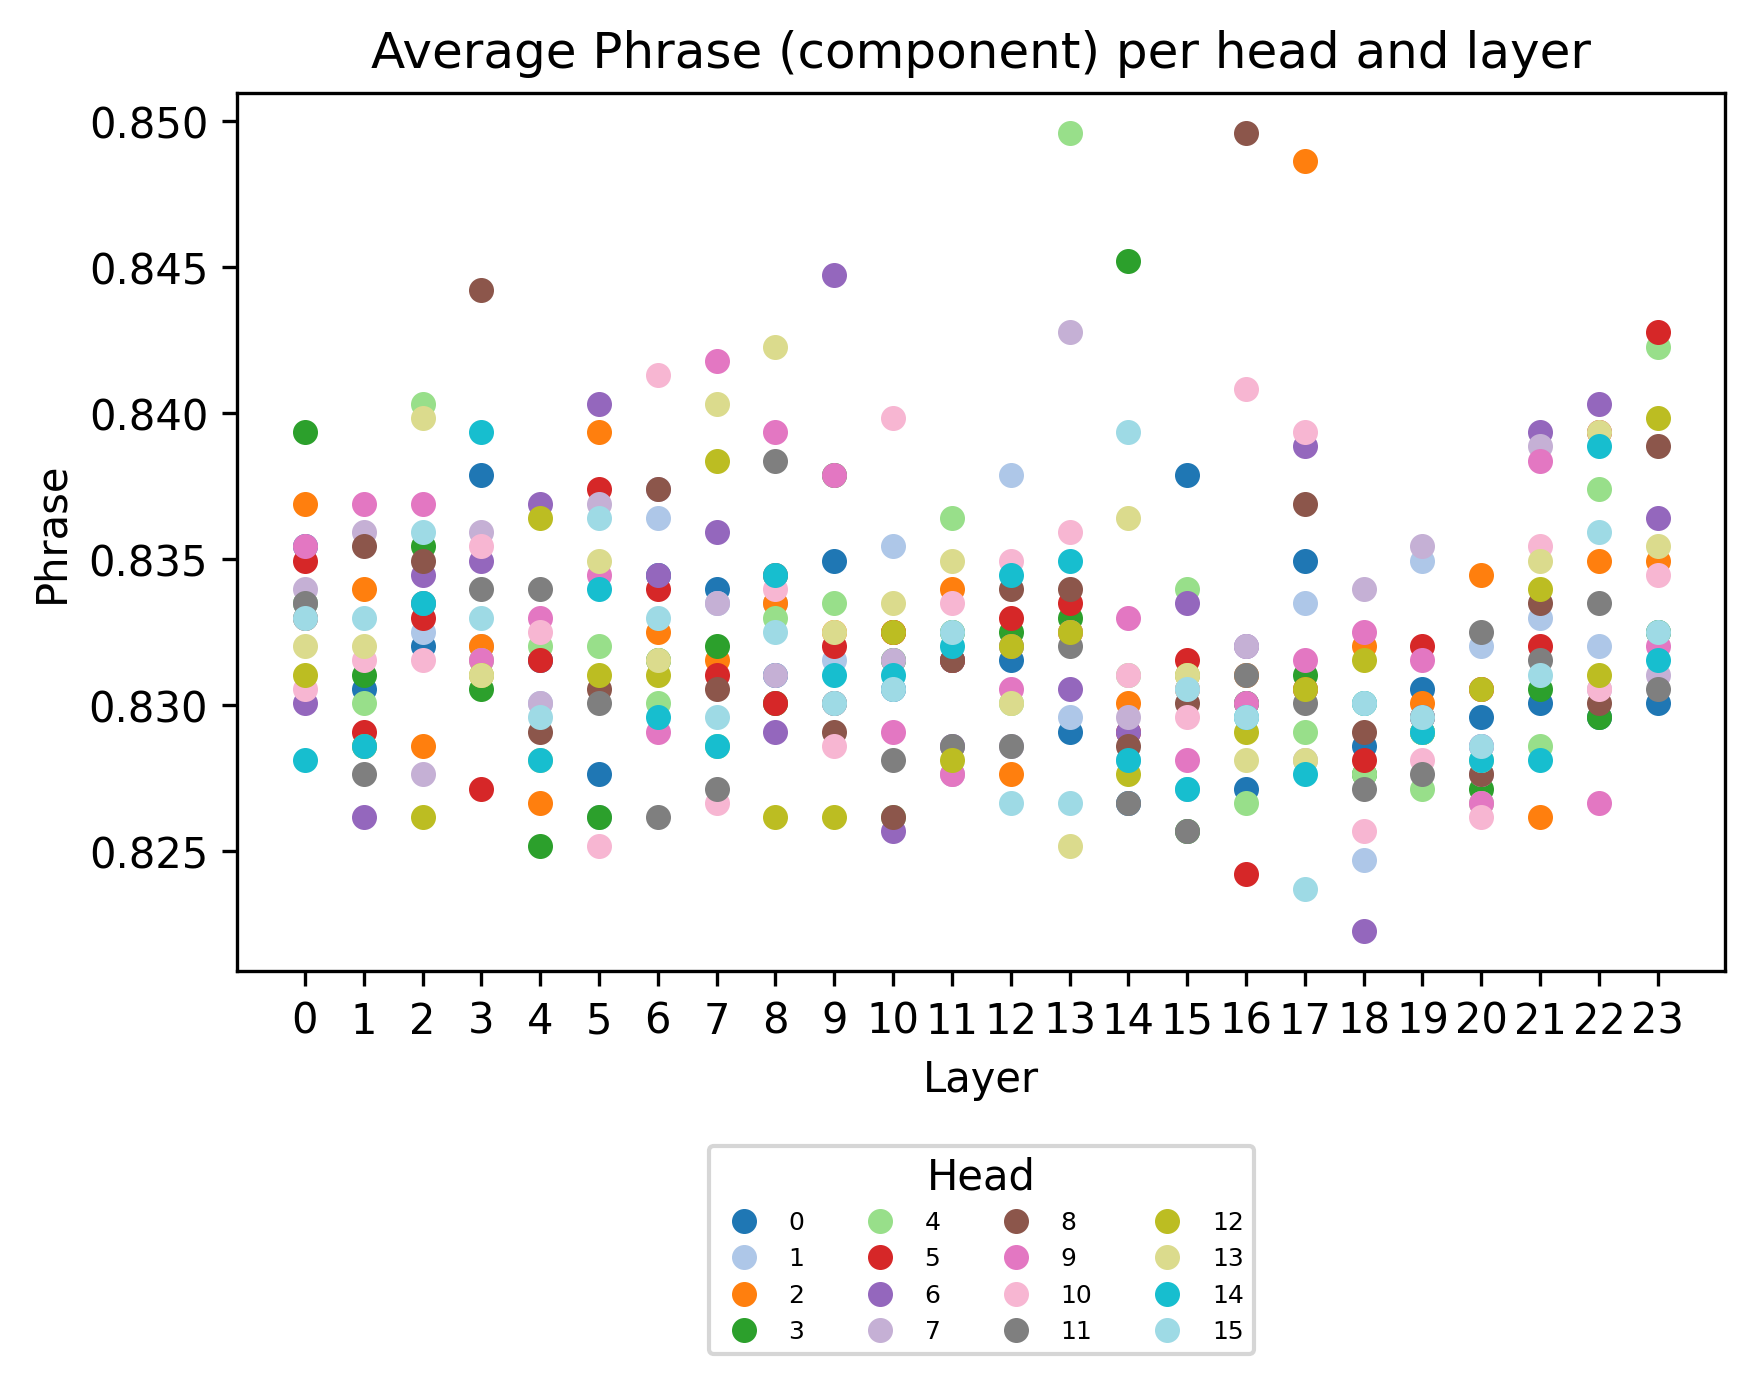 Average Phrase (component) per head and layer
0.850
0.845
0.840
0.835
0.830
0.825
Phrase
0 1 2 3 4 5 6 7 8 9 10 11 12 13 14 15 16 17 18 19 20 21 22 23
Layer
Head
0 4 8 12
1 5 9 13
2 6 10 14
3 7 11 15